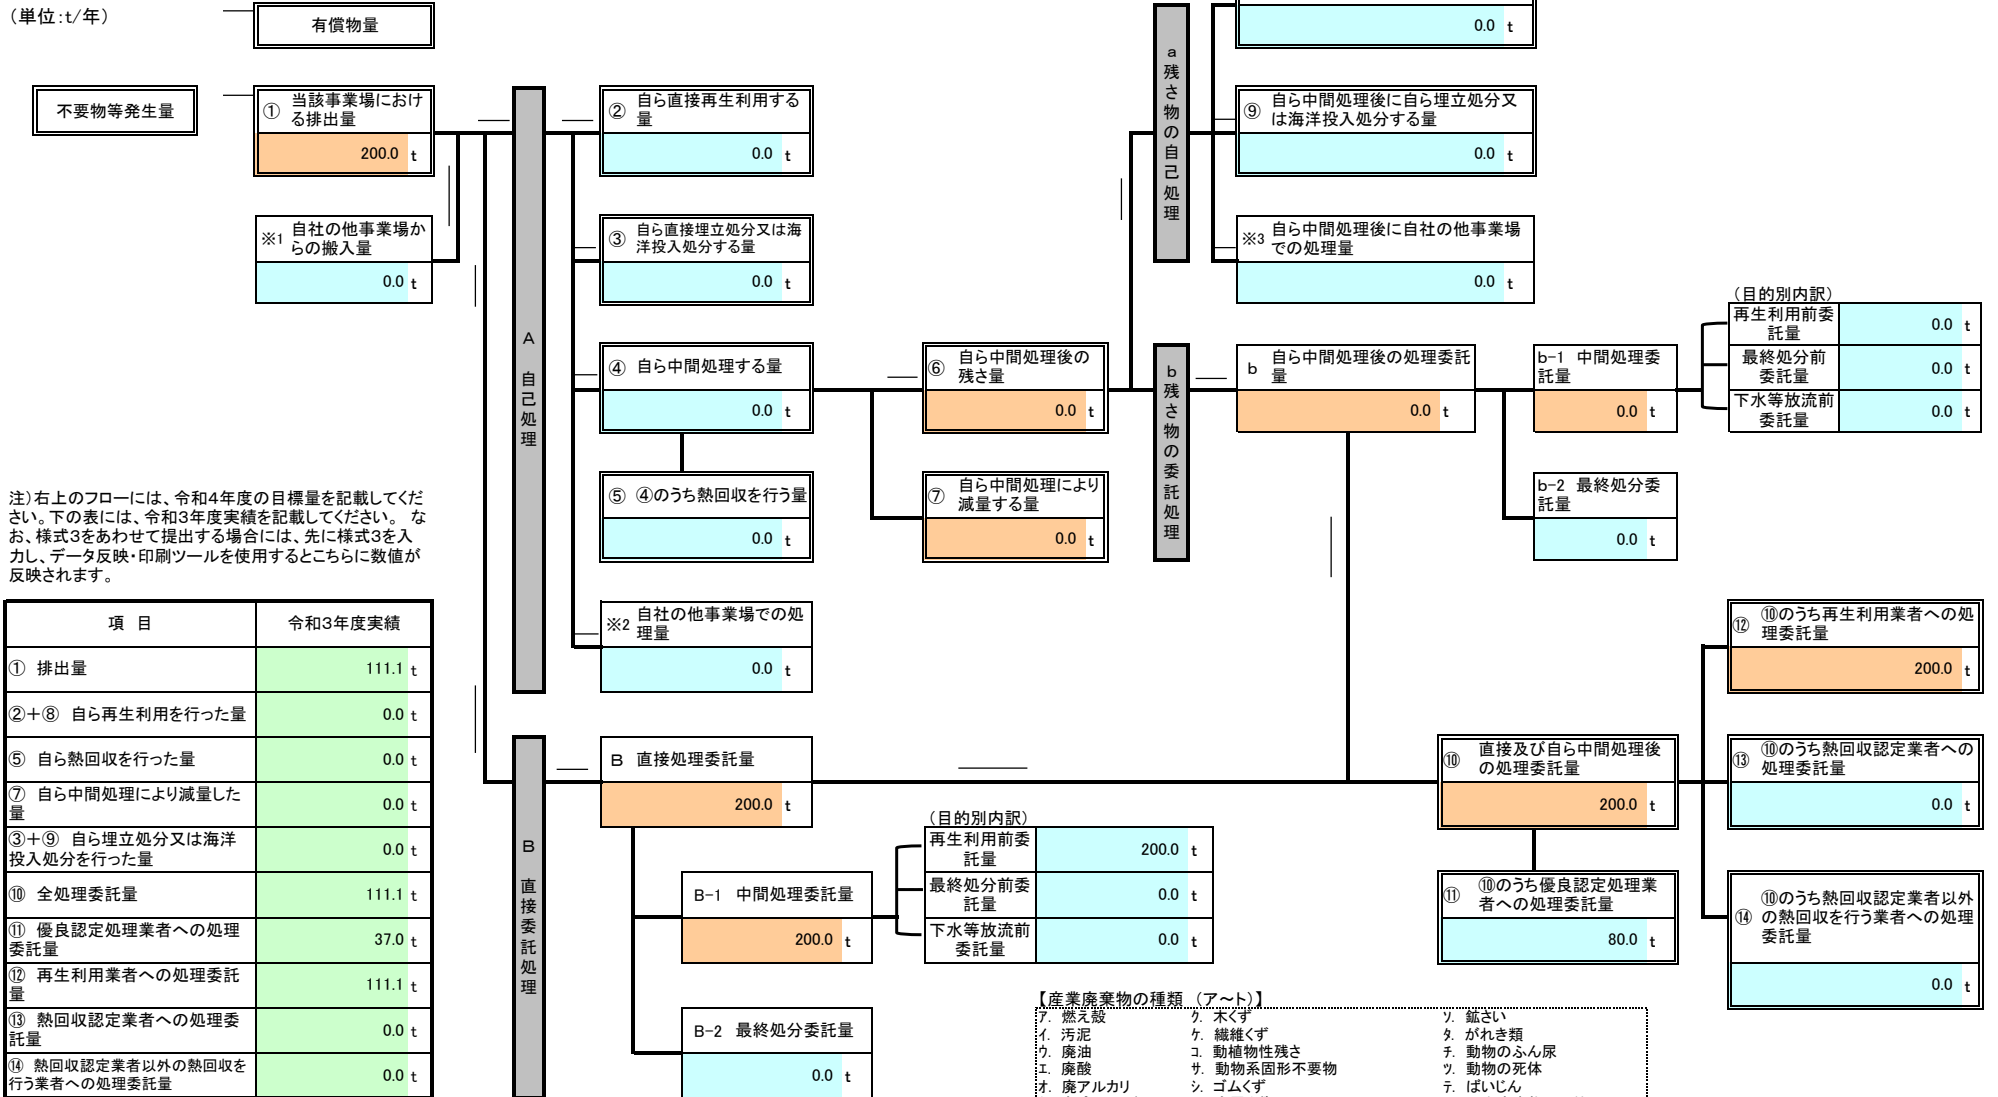 （単位:t/年）
有償物量
0.0 t
不要物等発生量
① 当該事業場におけ
る排出量
200.0 t
※1 自社の他事業場か
らの搬入量
0.0 t
A 自己処理
② 自ら直接再生利用する
量
0.0 t
③ 自ら直接埋立処分又は海
洋投入処分する量
0.0 t
④ 自ら中間処理する量
0.0 t
⑤ ④のうち熱回収を行う量
0.0 t
※2 自社の他事業場での処
理量
0.0 t
⑥ 自ら中間処理後の
残さ量
0.0 t
⑦ 自ら中間処理により
減量する量
0.0 t
a 残さ物の自己処理
⑨ 自ら中間処理後に自ら埋立処分又
は海洋投入処分する量
0.0 t
※3 自ら中間処理後に自社の他事業場
での処理量
0.0 t
b 残さ物の委託処理
b 自ら中間処理後の処理委託
量
0.0 t
b-1 中間処理委
託量
0.0 t
b-2 最終処分委
託量
0.0 t
（目的別内訳）
再生利用前委
託量
0.0 t
最終処分前
委託量
0.0 t
下水等放流前
委託量
0.0 t
注）右上のフローには、令和4年度の目標量を記載してくだ
さい。下の表には、令和3年度実績を記載してください。 な
お、様式3をあわせて提出する場合には、先に様式3を入
力し、データ反映・印刷ツールを使用するとこちらに数値が
反映されます。
項 目 令和3年度実績
① 排出量 111.1 t
②＋⑧ 自ら再生利用を行った量 0.0 t
⑤ 自ら熱回収を行った量 0.0 t
⑦ 自ら中間処理により減量した
量 0.0 t
③＋⑨ 自ら埋立処分又は海洋
投入処分を行った量 0.0 t
⑩ 全処理委託量 111.1 t
⑪ 優良認定処理業者への処理
委託量 37.0 t
⑫ 再生利用業者への処理委託
量 111.1 t
⑬ 熱回収認定業者への処理委
託量 0.0 t
⑭ 熱回収認定業者以外の熱回収を
行う業者への処理委託量 0.0 t
B 直接委託処理
B 直接処理委託量
200.0 t
B-1 中間処理委託量
200.0 t
B-2 最終処分委託量
0.0 t
（目的別内訳）
再生利用前委
託量
200.0 t
最終処分前委
託量
0.0 t
下水等放流前
委託量
0.0 t
⑩ 直接及び自ら中間処理後
の処理委託量
200.0 t
⑪ ⑩のうち優良認定処理業
者への処理委託量
80.0 t
⑫ ⑩のうち再生利用業者への処
理委託量
200.0 t
⑬ ⑩のうち熱回収認定業者への
処理委託量
0.0 t
⑭ ⑩のうち熱回収認定業者以外
の熱回収を行う業者への処理
委託量
0.0 t
【産業廃棄物の種類 （ア～ト）】
ア. 燃え殻 ク. 木くず ソ. 鉱さい
イ. 汚泥 ケ. 繊維くず タ. がれき類
ウ. 廃油 コ. 動植物性残さ チ. 動物のふん尿
エ. 廃酸 サ. 動物系固形不要物 ツ. 動物の死体
オ. 廃アルカリ シ. ゴムくず テ. ばいじん